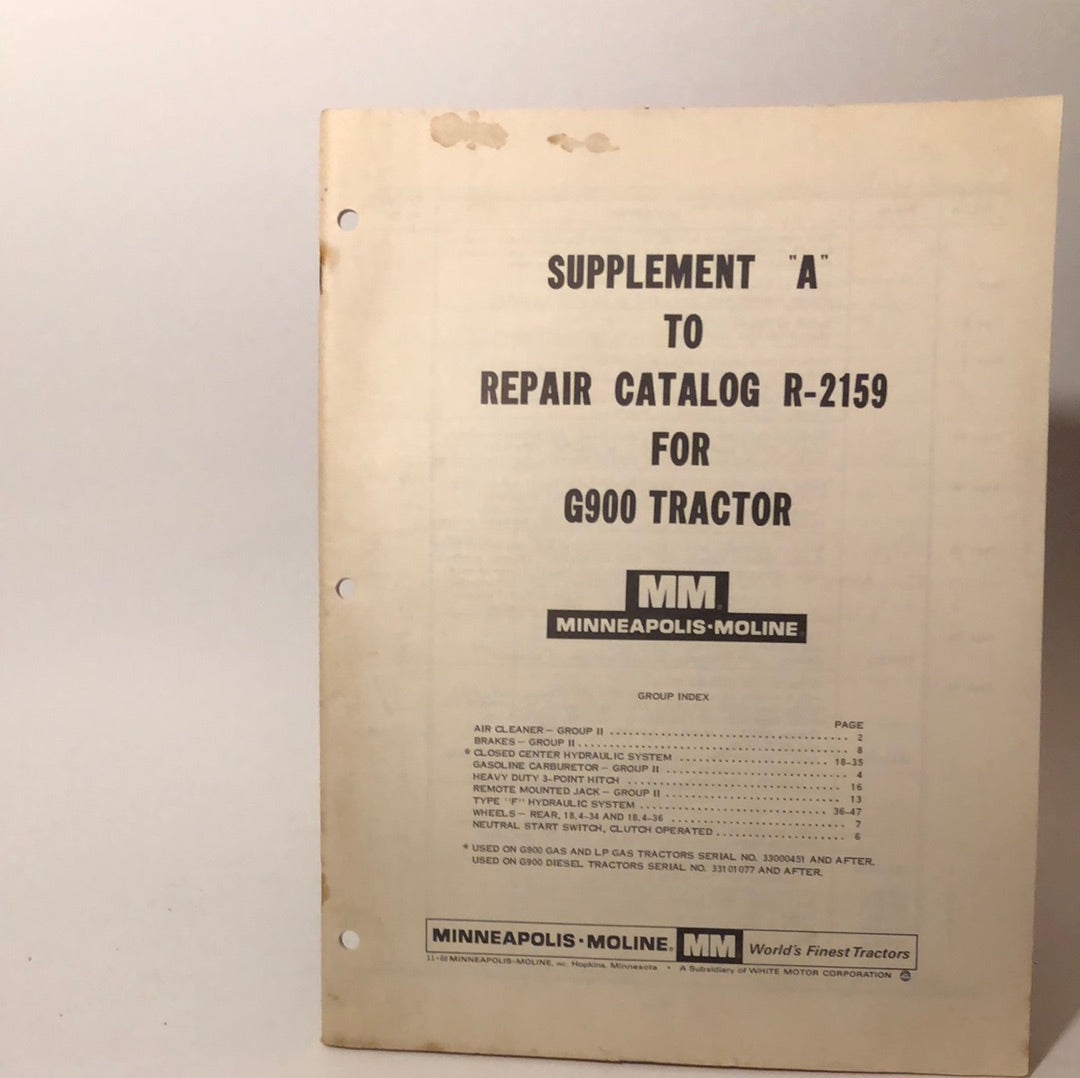 SUPPLEMENT "A"
TO
REPAIR CATALOG R-2159
FOR
G900 TRACTOR
MM®
MINNEAPOLIS·MOLINE®
GROUP INDEX
PAGE
AIR CLEANER – GROUP II .......... 2
BRAKES – GROUP II .......... 8
* CLOSED CENTER HYDRAULIC SYSTEM .......... 18-35
GASOLINE CARBURETOR – GROUP II .......... 4
HEAVY DUTY 3-POINT HITCH .......... 16
REMOTE MOUNTED JACK – GROUP II .......... 13
TYPE "F" HYDRAULIC SYSTEM .......... 36-47
WHEELS – REAR, 18.4-34 AND 18.4-36 .......... 7
NEUTRAL START SWITCH, CLUTCH OPERATED .......... 6
* USED ON G900 GAS AND LP GAS TRACTORS SERIAL NO. 33000451 AND AFTER.
USED ON G900 DIESEL TRACTORS SERIAL NO. 33101077 AND AFTER.
MINNEAPOLIS·MOLINE® MM® World's Finest Tractors
MINNEAPOLIS-MOLINE, INC. Hopkins, Minnesota • A Subsidiary of WHITE MOTOR CORPORATION